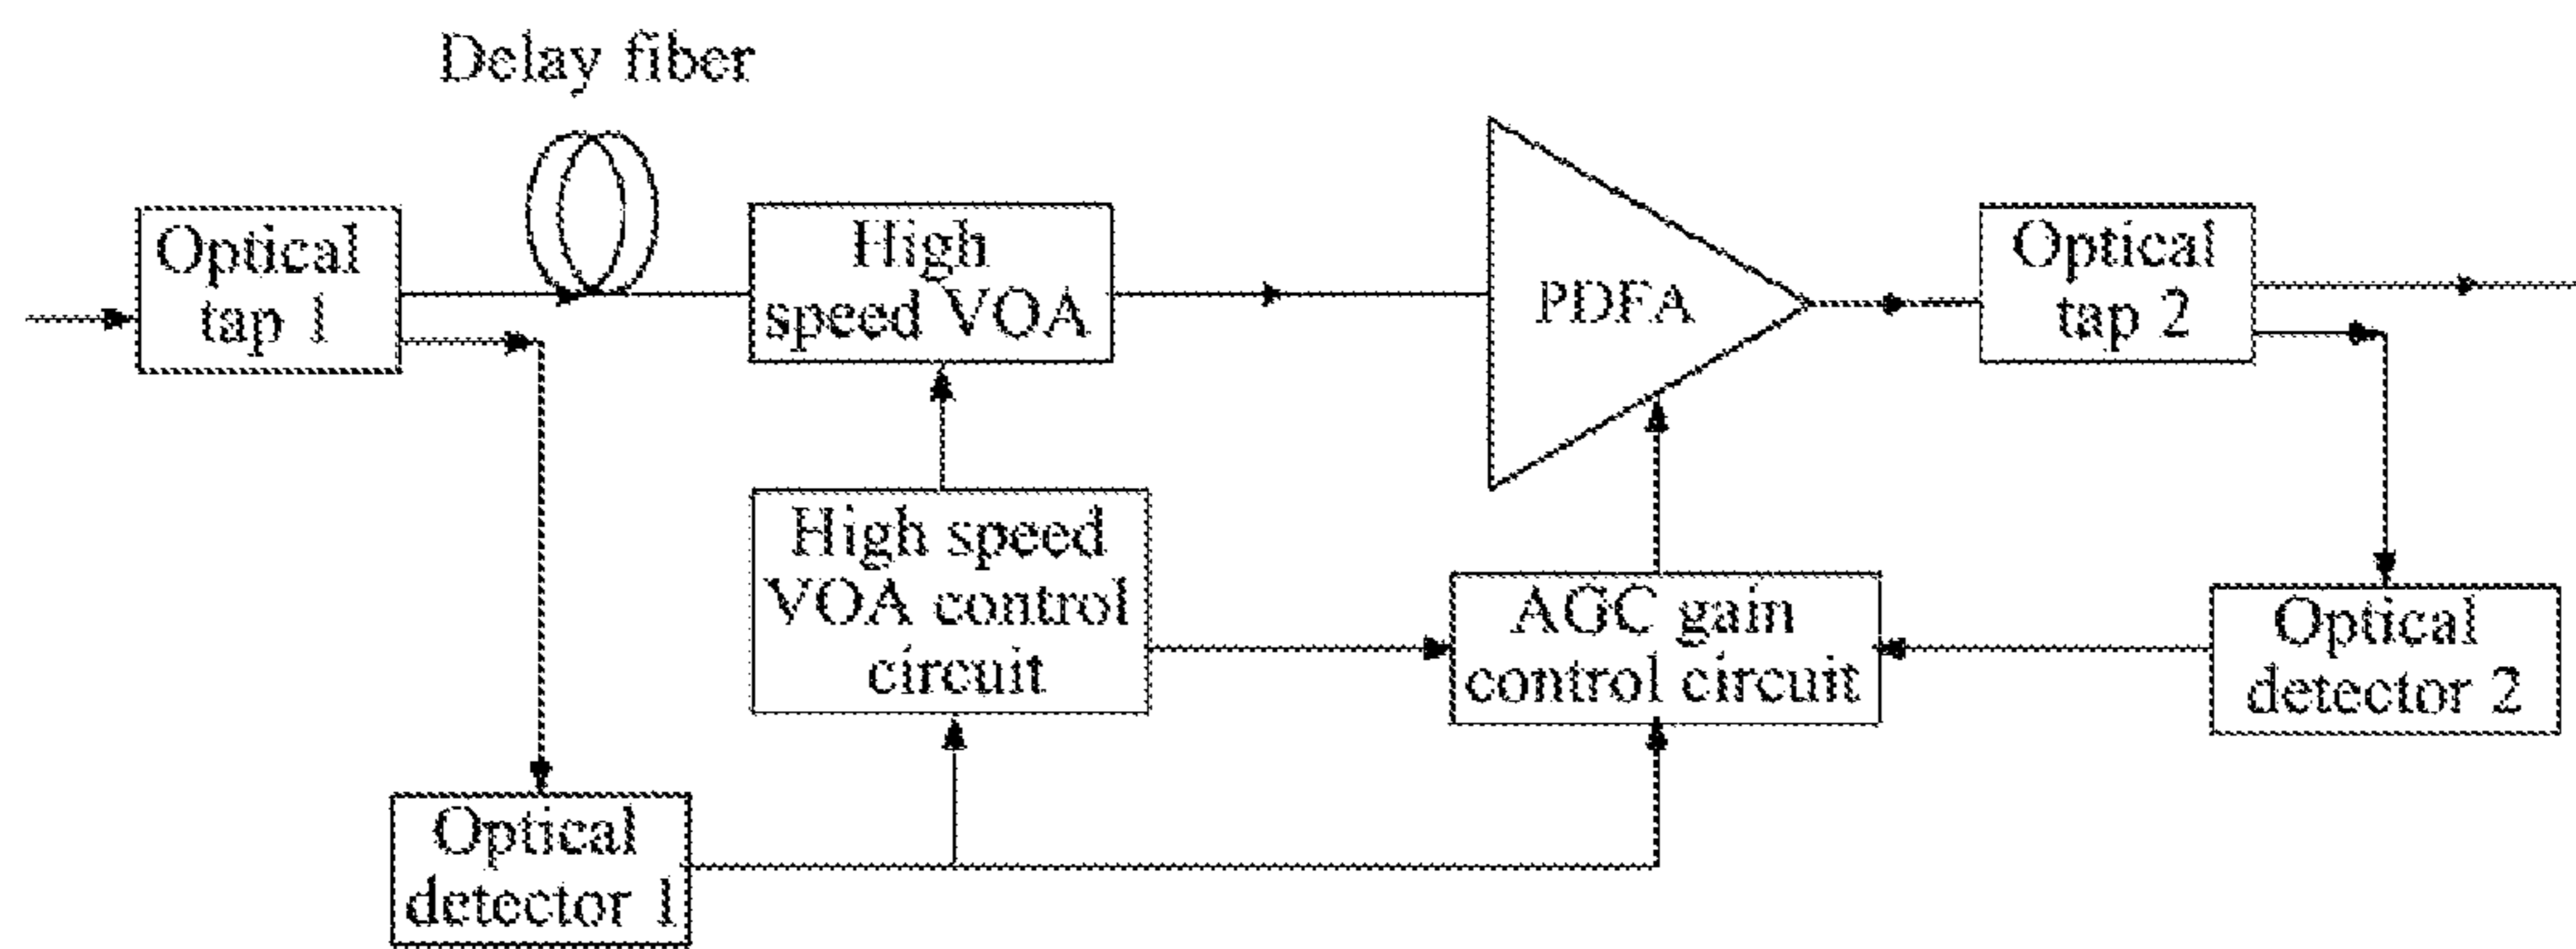 Delay fiber
Optical
tap 1
High
speed VOA
PDFA
Optical
tap 2
High speed
VOA control
circuit
AGC gain
control circuit
Optical
detector 2
Optical
detector 1